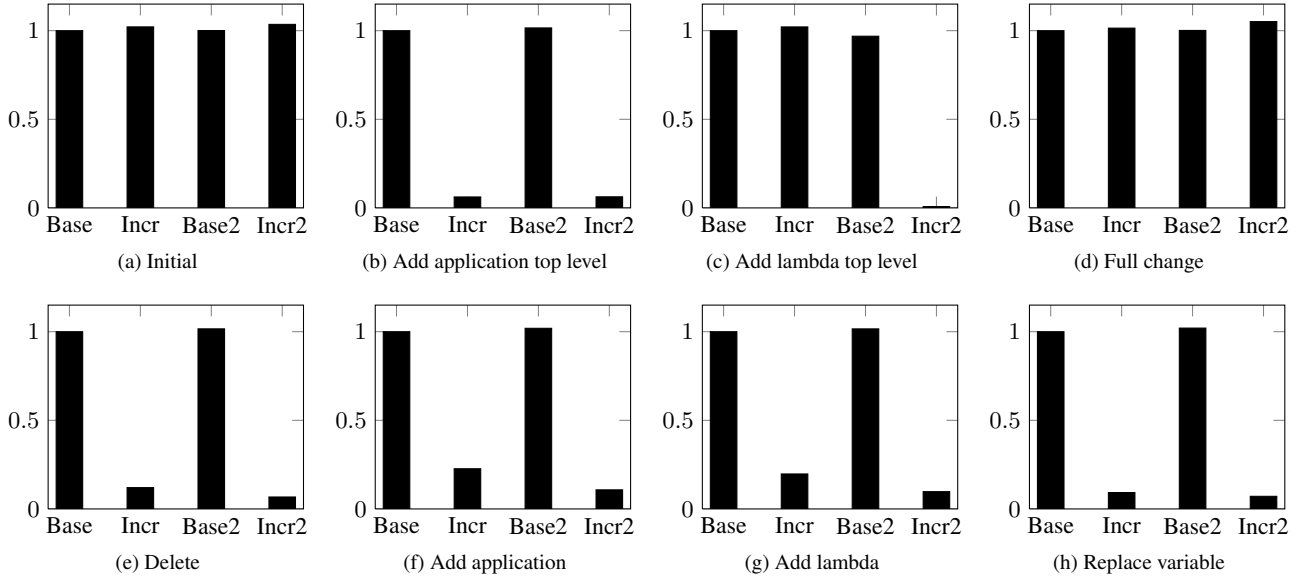 1
0.5
0
Base Incr Base2 Incr2
(a) Initial
1
0.5
0
Base Incr Base2 Incr2
(b) Add application top level
1
0.5
0
Base Incr Base2 Incr2
(c) Add lambda top level
1
0.5
0
Base Incr Base2 Incr2
(d) Full change
1
0.5
0
Base Incr Base2 Incr2
(e) Delete
1
0.5
0
Base Incr Base2 Incr2
(f) Add application
1
0.5
0
Base Incr Base2 Incr2
(g) Add lambda
1
0.5
0
Base Incr Base2 Incr2
(h) Replace variable